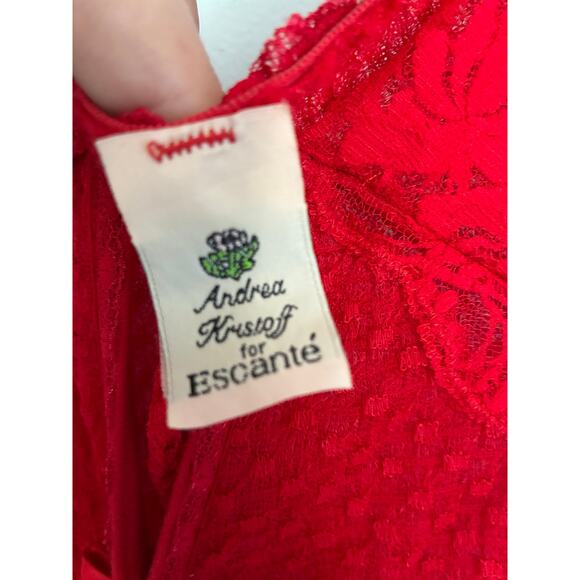 Andrea
Kristoff
for
Escanté